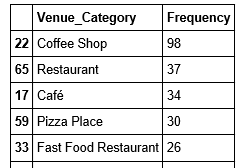 Venue_Category Frequency
22 Coffee Shop 98
65 Restaurant 37
17 Café 34
59 Pizza Place 30
33 Fast Food Restaurant 26